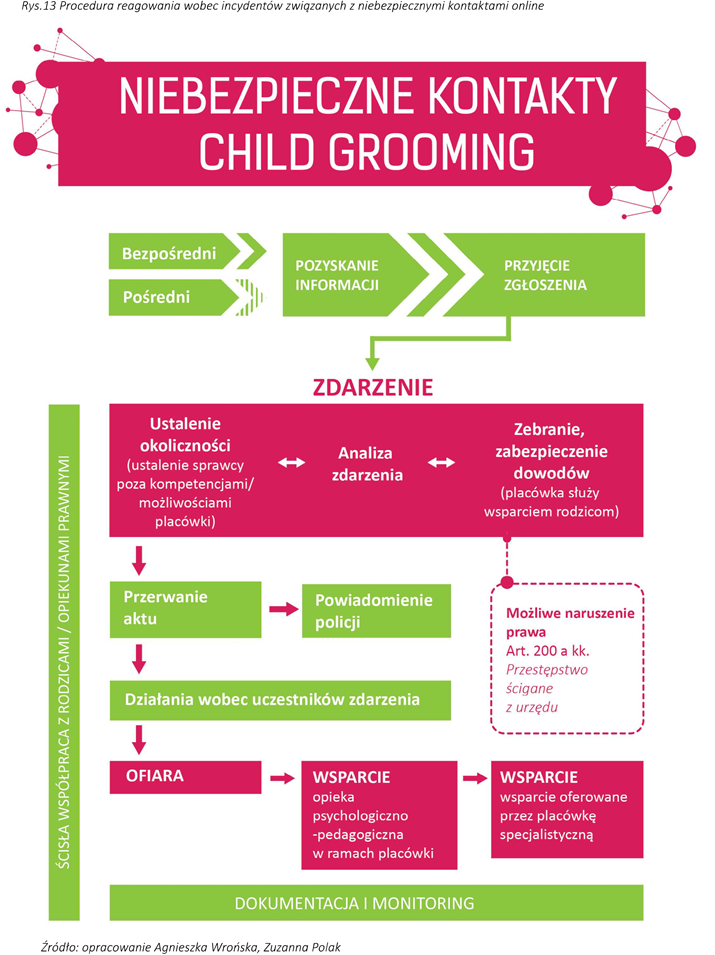 Rys.13 Procedura reagowania wobec incydentów związanych z niebezpiecznymi kontaktami online
NIEBEZPIECZNE KONTAKTY
CHILD GROOMING
Bezpośredni
Pośredni
POZYSKANIE
INFORMACJI
PRZYJĘCIE
ZGŁOSZENIA
ZDARZENIE
Ustalenie
okoliczności
(ustalenie sprawcy
poza kompetencjami/
możliwościami
placówki)
Analiza
zdarzenia
Zebranie,
zabezpieczenie
dowodów
(placówka służy
wsparciem rodzicom)
Przerwanie
aktu
Powiadomienie
policji
Możliwe naruszenie
prawa
Art. 200 a kk.
Przestępstwo
ścigane
z urzędu
Działania wobec uczestników zdarzenia
OFIARA
WSPARCIE
opieka
psychologiczno
-pedagogiczna
w ramach placówki
WSPARCIE
wsparcie oferowane
przez placówkę
specjalistyczną
ŚCISŁA WSPÓŁPRACA Z RODZICAMI / OPIEKUNAMI PRAWNYMI
DOKUMENTACJA I MONITORING
Źródło: opracowanie Agnieszka Wrońska, Zuzanna Polak